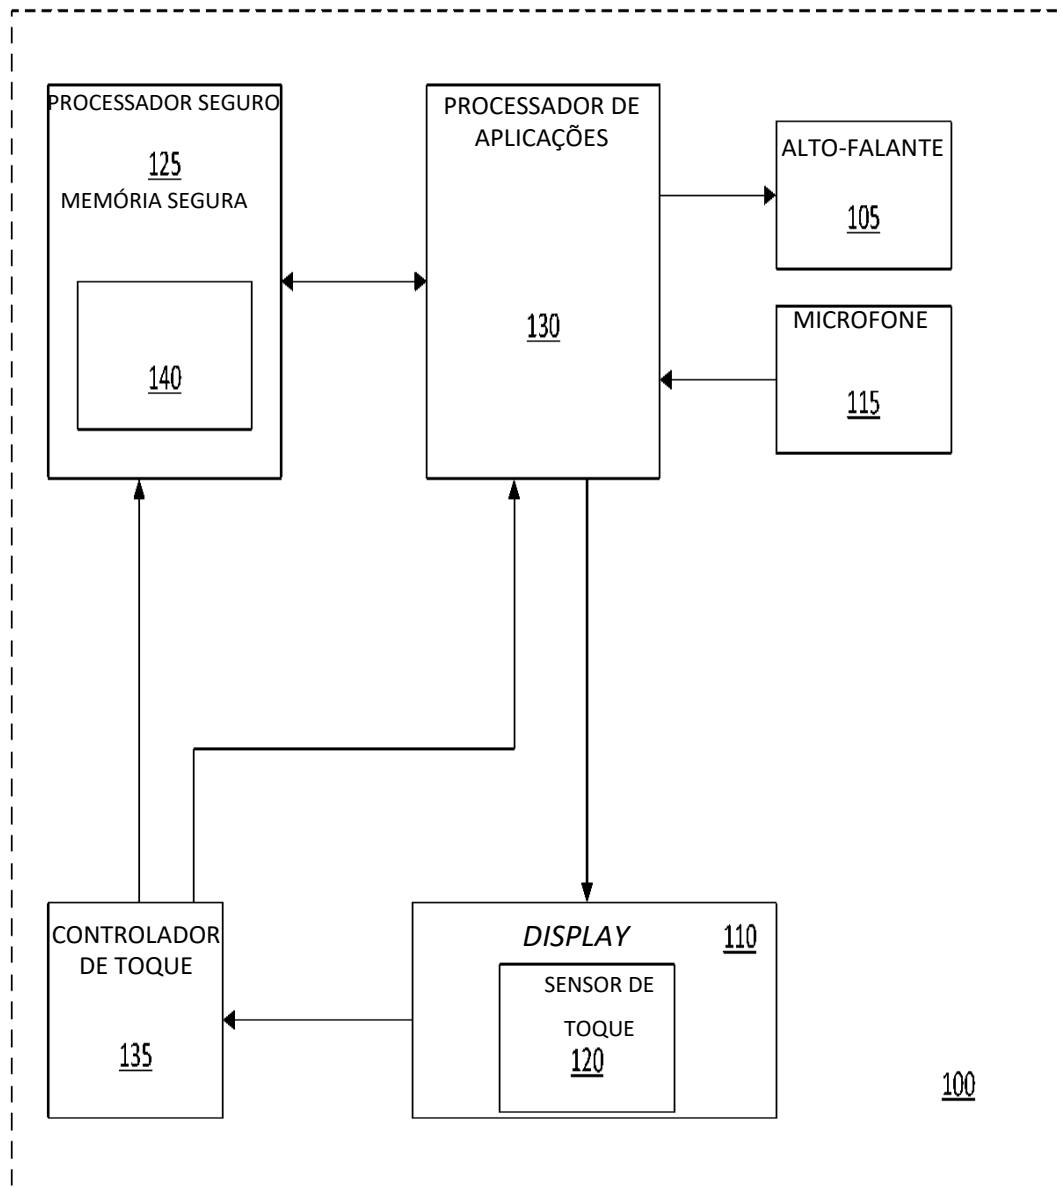 PROCESSADOR SEGURO
125
MEMÓRIA SEGURA
140
PROCESSADOR DE
APLICAÇÕES
130
ALTO-FALANTE
105
MICROFONE
115
CONTROLADOR
DE TOQUE
135
DISPLAY
110
SENSOR DE
TOQUE
120
100